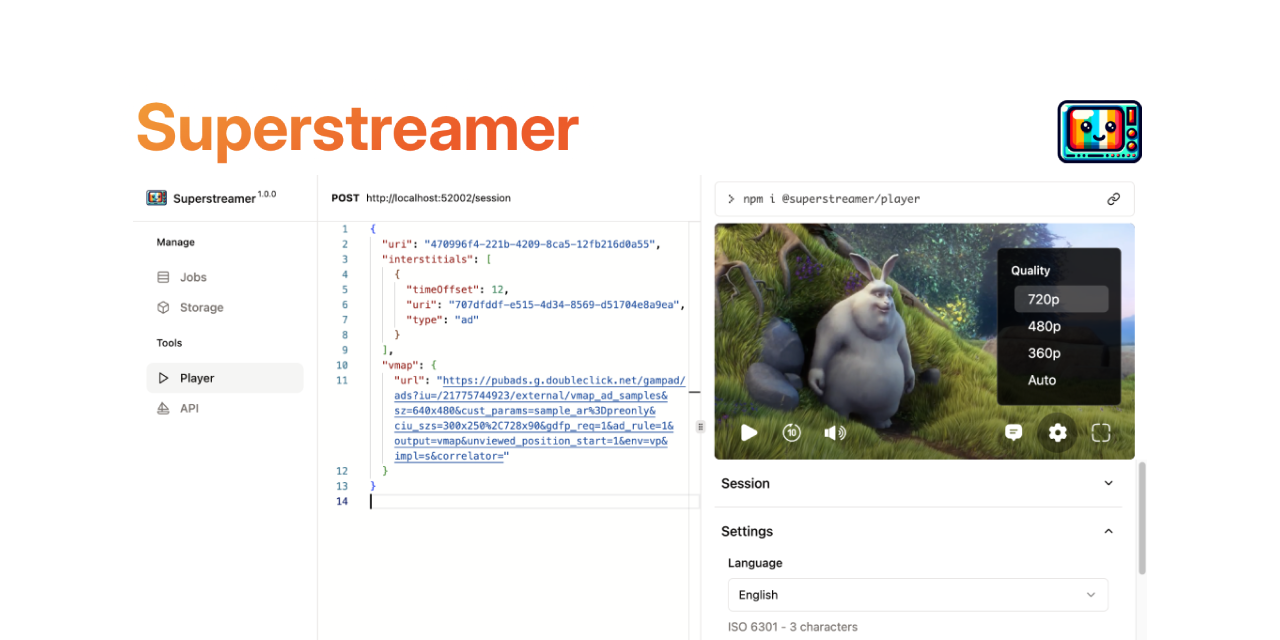 Superstreamer
Superstreamer 1.0.0
Manage
Jobs
Storage
Tools
Player
API
POST http://localhost:52002/session
1 {
2 "uri": "470996f4-221b-4209-8ca5-12fb216d0a55",
3 "interstitials": [
4 {
5 "timeOffset": 12,
6 "uri": "707dfddf-e515-4d34-8569-d51704e8a9ea",
7 "type": "ad"
8 }
9 ],
10 "vmap": {
11 "url": "https://pubads.g.doubleclick.net/gampad/
ads?iu=/21775744923/external/vmap_ad_samples&
sz=640x480&cust_params=sample_ar%3Dpreonly&
ciu_szs=300x250%2C728x90&gdfp_req=1&ad_rule=1&
output=vmap&unviewed_position_start=1&env=vp&
impl=s&correlator="
12 }
13 }
14
npm i @superstreamer/player
Quality
720p
480p
360p
Auto
10
Session
Settings
Language
English
ISO 6301 - 3 characters